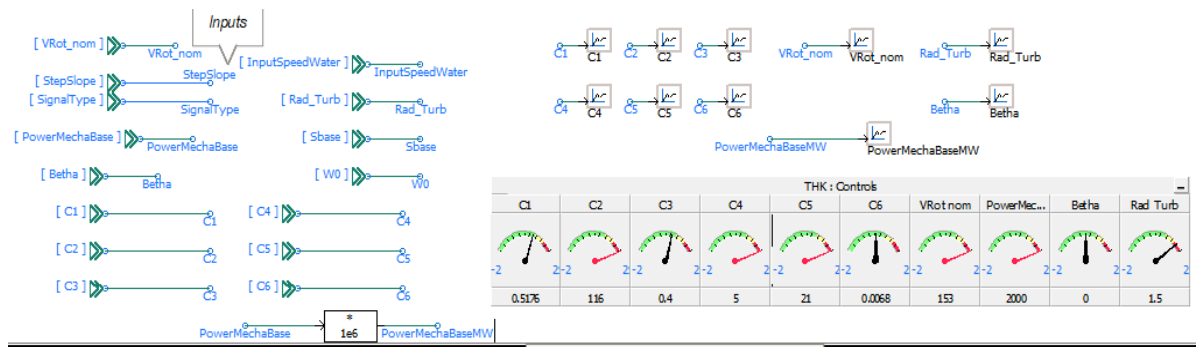 Inputs
[ VRot_nom ]
VRot_nom
[ StepSlope ]
StepSlope
[ SignalType ]
SignalType
[ PowerMechaBase ]
PowerMechaBase
[ Betha ]
Betha
[ C1 ]
C1
[ C2 ]
C2
[ C3 ]
C3
[ InputSpeedWater ]
InputSpeedWater
[ Rad_Turb ]
Rad_Turb
[ Sbase ]
Sbase
[ W0 ]
W0
[ C4 ]
C4
[ C5 ]
C5
[ C6 ]
C6
PowerMechaBase
*
1e6
PowerMechaBaseMW
C1 C1 C2 C2 C3 C3 VRot_nom VRot_nom Rad_Turb Rad_Turb
C4 C4 C5 C5 C6 C6 Betha Betha
PowerMechaBaseMW PowerMechaBaseMW
THK : Controls
C1 C2 C3 C4 C5 C6 VRot nom PowerMec... Betha Rad Turb
-2 2 -2 2 -2 2 -2 2 -2 2 -2 2 -2 2 -2 2 -2 2 -2 2
0.5176 116 0.4 5 21 0.0068 153 2000 0 1.5